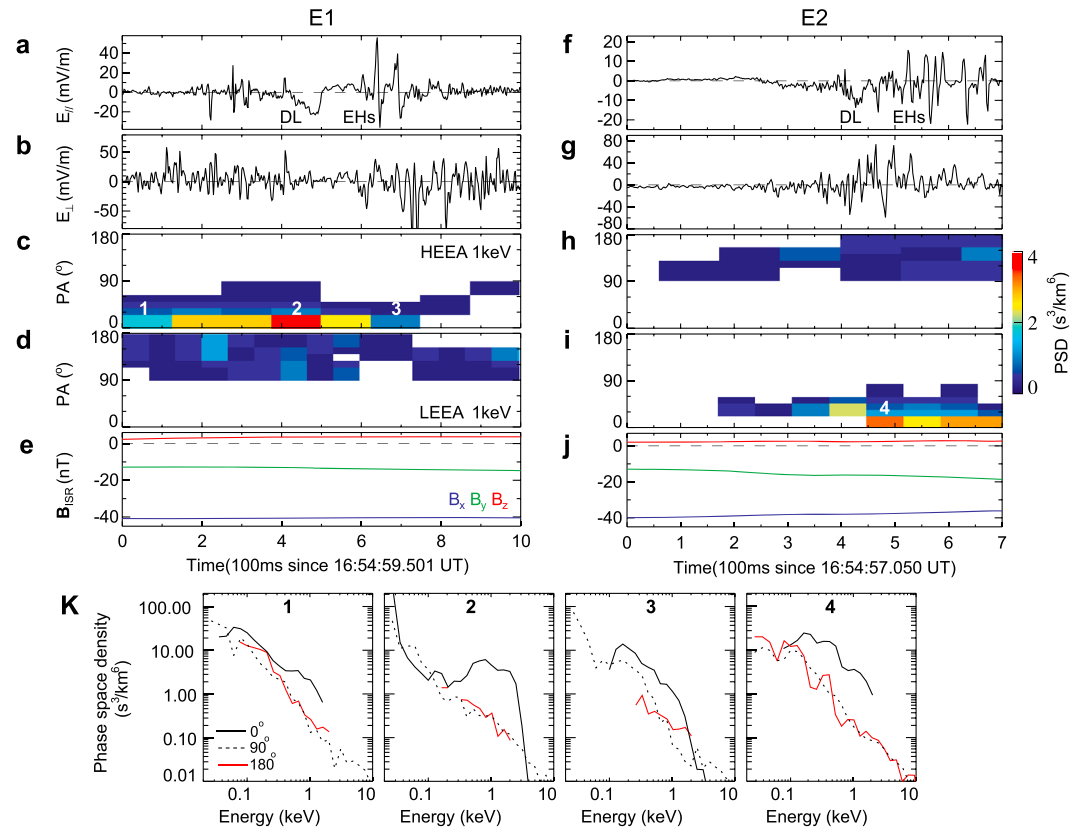 E1
E2
a
E// (mV/m)
40
20
0
-20
DL
EHs
f
20
10
0
-10
-20
DL
EHs
b
E⊥ (mV/m)
50
0
-50
g
80
40
0
-40
-80
c
PA (°)
180
90
0
HEEA 1keV
1
2
3
h
180
90
0
4
2
0
PSD (s³/km⁶)
d
PA (°)
180
90
0
LEEA 1keV
i
180
90
0
4
e
B_ISR (nT)
0
-20
-40
Bx By Bz
j
0
-20
-40
0 2 4 6 8 10
0 1 2 3 4 5 6 7
Time(100ms since 16:54:59.501 UT)
Time(100ms since 16:54:57.050 UT)
K
Phase space density
(s³/km⁶)
100.00
10.00
1.00
0.10
0.01
1
2
3
4
0°
90°
180°
0.1 1 10
0.1 1 10
0.1 1 10
0.1 1 10
Energy (keV)
Energy (keV)
Energy (keV)
Energy (keV)